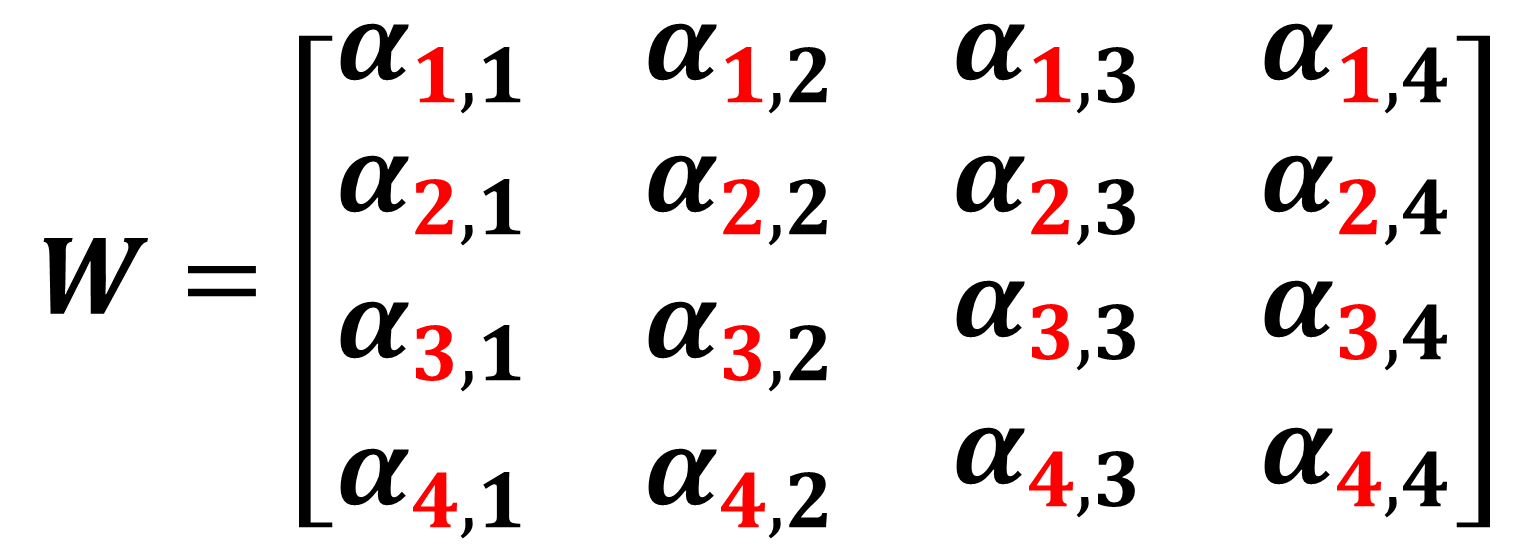 α1,1 α1,2 α1,3 α1,4
α2,1 α2,2 α2,3 α2,4
W =
α3,1 α3,2 α3,3 α3,4
α4,1 α4,2 α4,3 α4,4